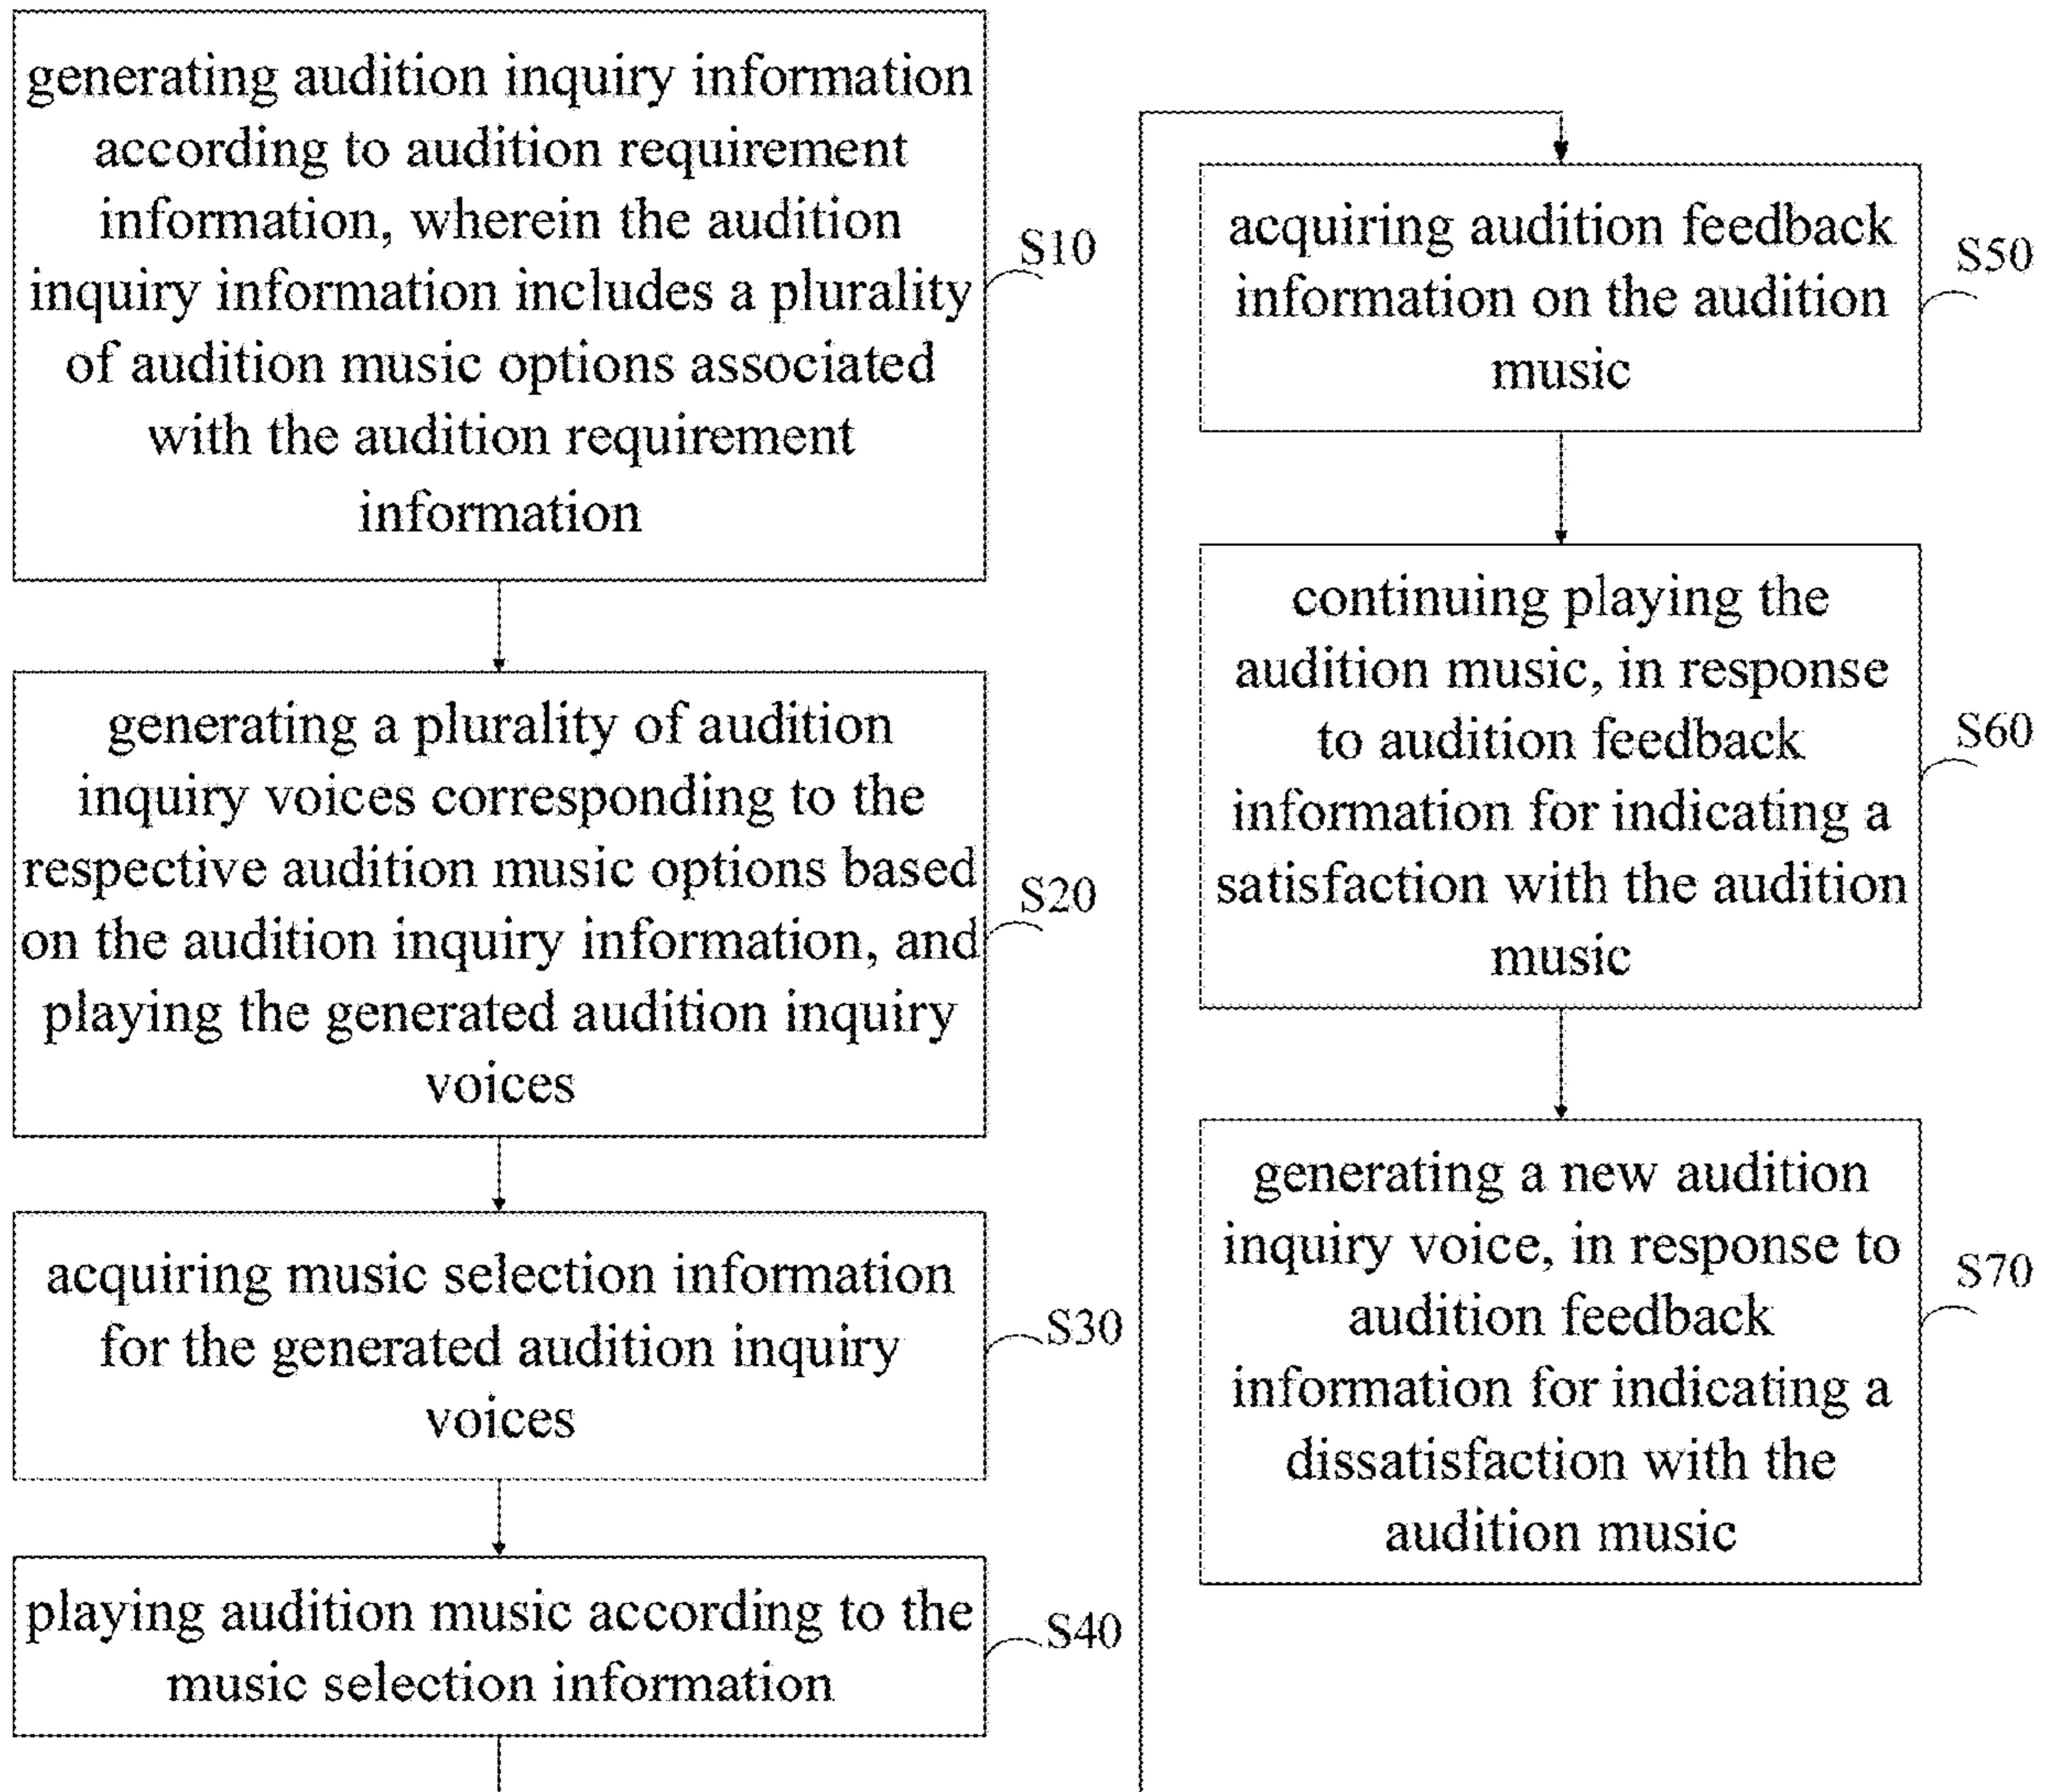 generating audition inquiry information
according to audition requirement
information, wherein the audition
inquiry information includes a plurality
of audition music options associated
with the audition requirement
information
S10
generating a plurality of audition
inquiry voices corresponding to the
respective audition music options based
on the audition inquiry information, and
playing the generated audition inquiry
voices
S20
acquiring music selection information
for the generated audition inquiry
voices
S30
playing audition music according to the
music selection information
S40
acquiring audition feedback
information on the audition
music
S50
continuing playing the
audition music, in response
to audition feedback
information for indicating a
satisfaction with the audition
music
S60
generating a new audition
inquiry voice, in response to
audition feedback
information for indicating a
dissatisfaction with the
audition music
S70